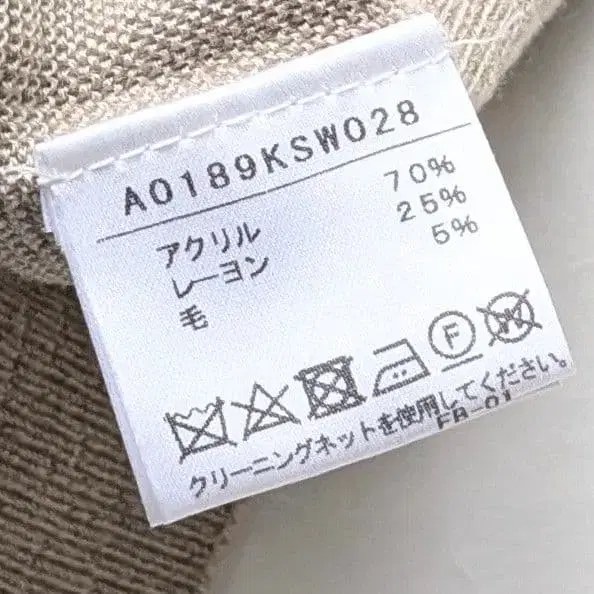 A0189KSW028
アクリル 70%
レーヨン 25%
毛 5%
F W
クリーニングネットを使用してください。